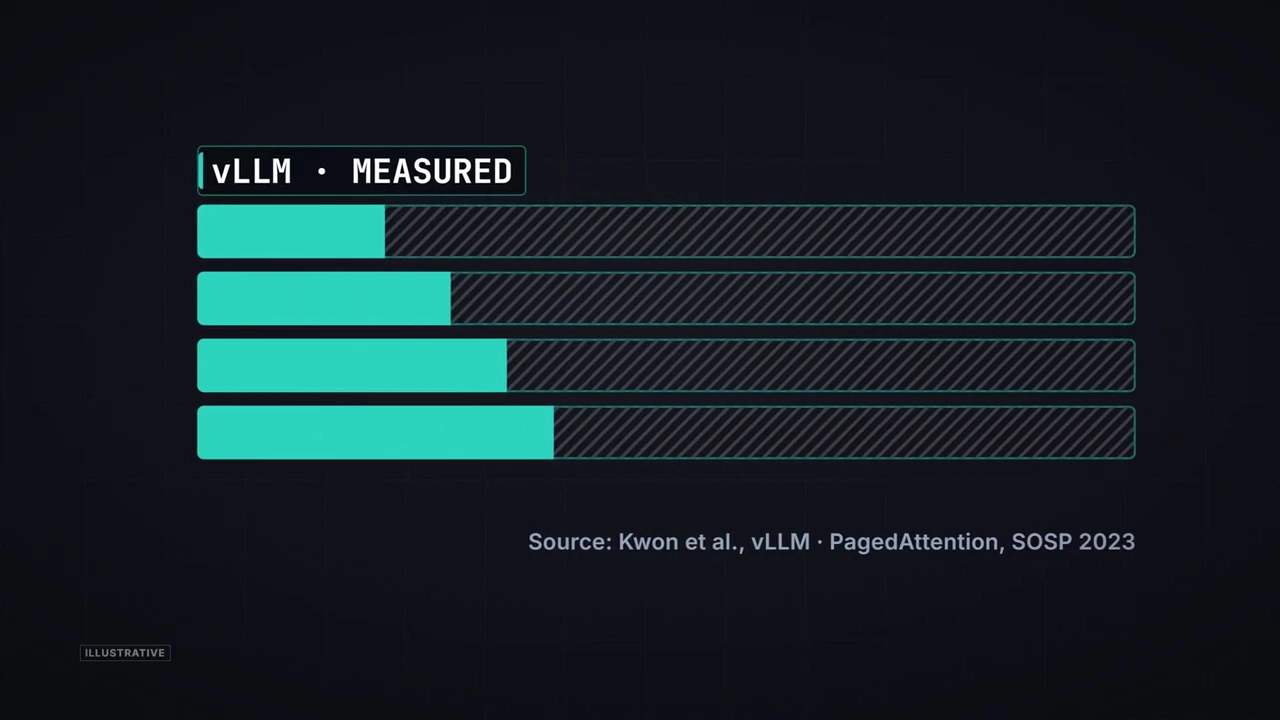 vLLM · MEASURED
Source: Kwon et al., vLLM · PagedAttention, SOSP 2023
ILLUSTRATIVE